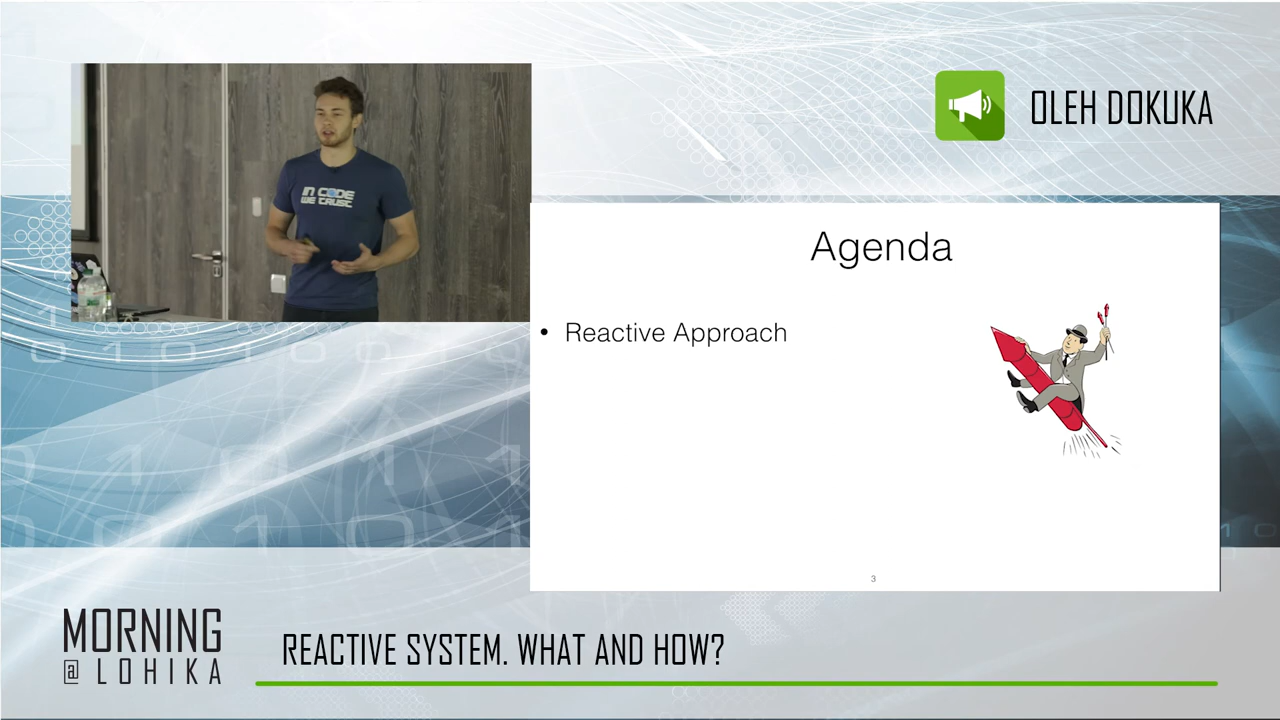 OLEH DOKUKA
IN CODE
WE TRUST
Agenda
• Reactive Approach
3
MORNING
@ LOHIKA
REACTIVE SYSTEM. WHAT AND HOW?